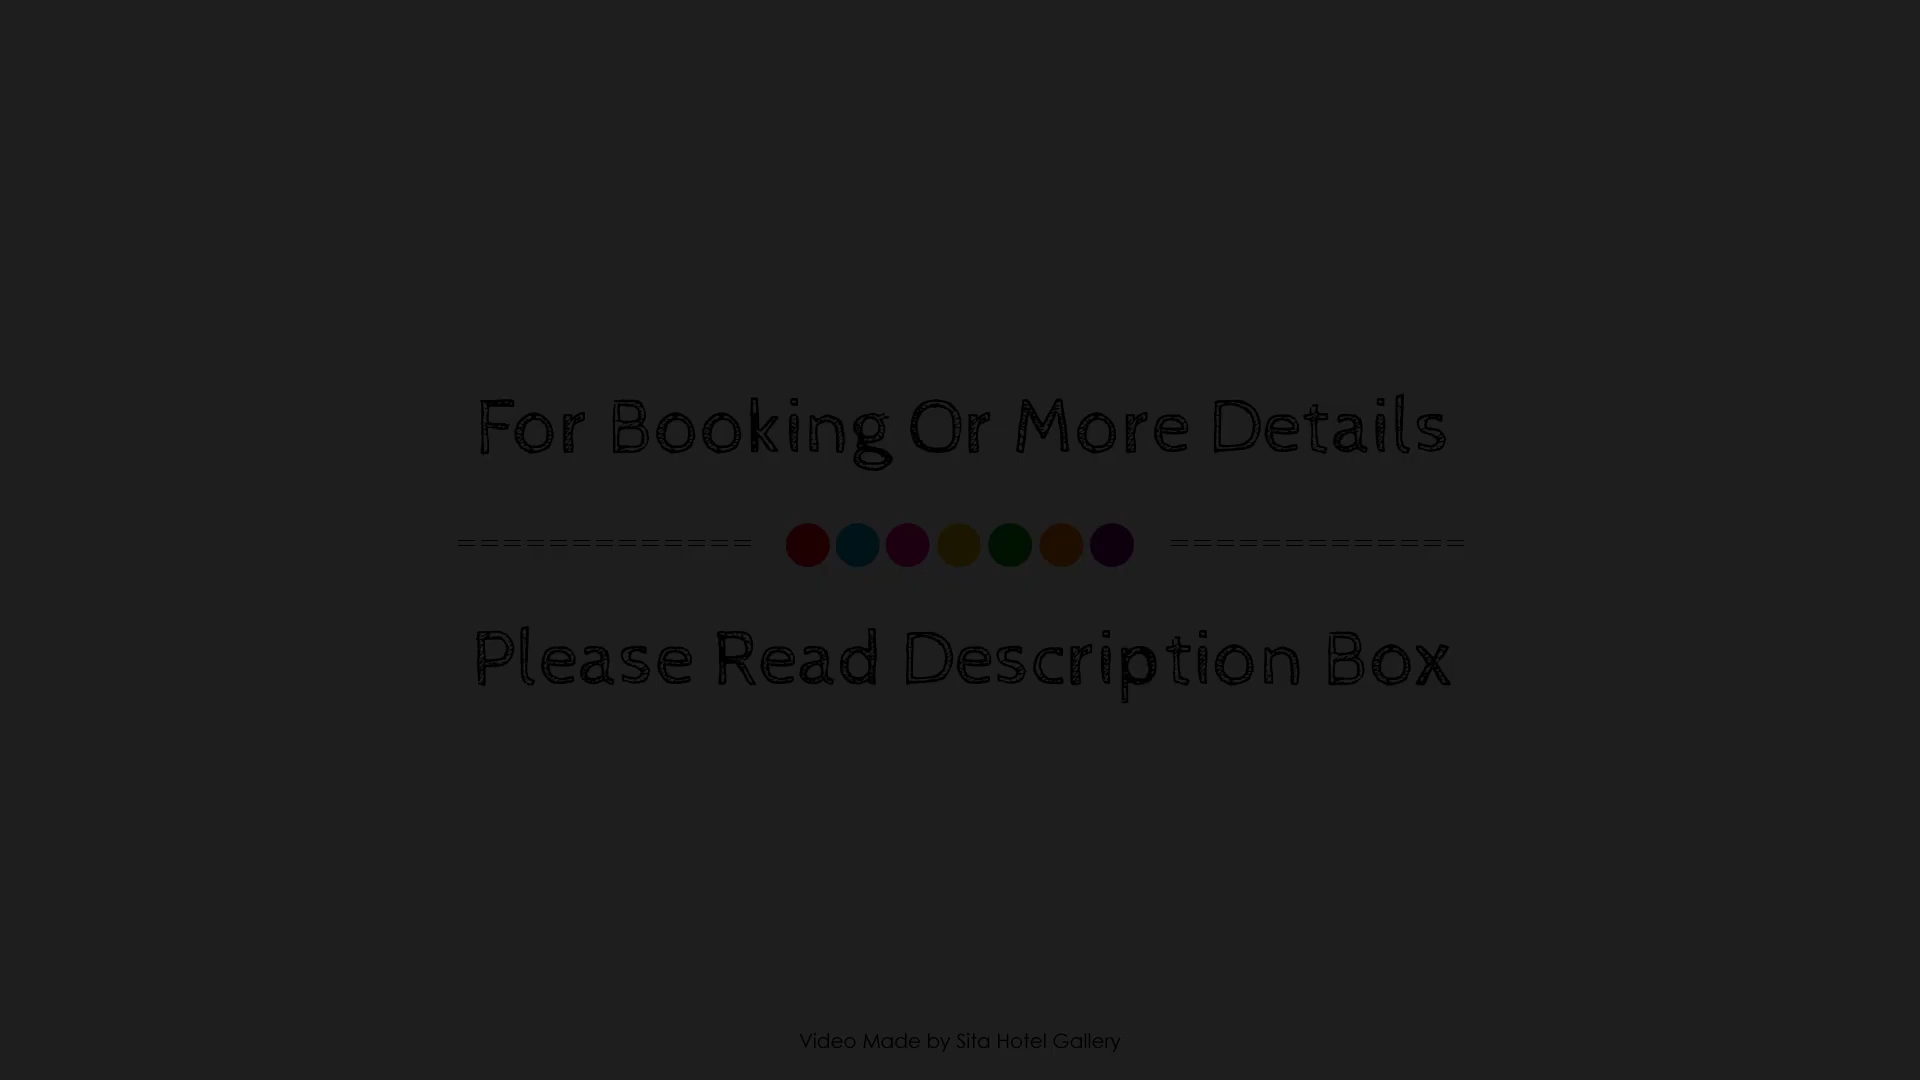 For Booking Or More Details
============= =============
Please Read Description Box
Video Made by Sita Hotel Gallery